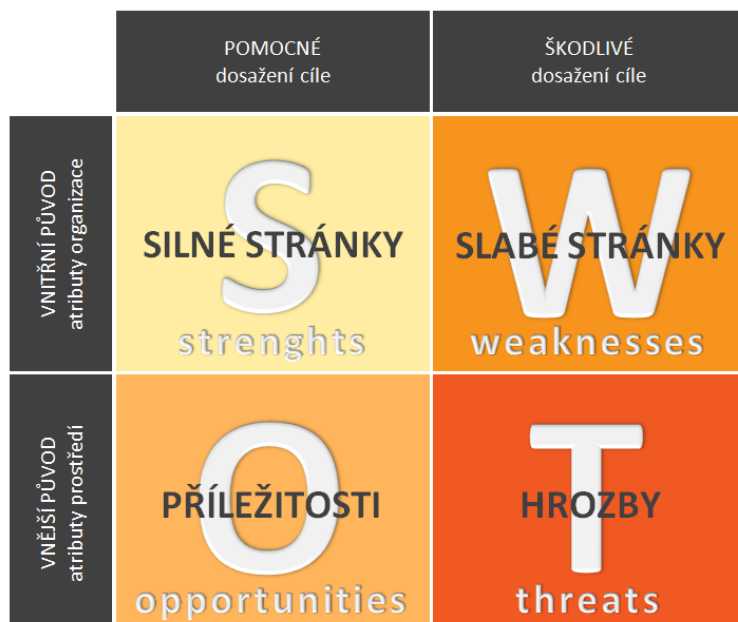 POMOCNÉ
dosažení cíle
ŠKODLIVÉ
dosažení cíle
VNITŘNÍ PŮVOD
atributy organizace
S
SILNÉ STRÁNKY
strenghts
W
SLABÉ STRÁNKY
weaknesses
VNĚJŠÍ PŮVOD
atributy prostředí
O
PŘÍLEŽITOSTI
opportunities
T
HROZBY
threats